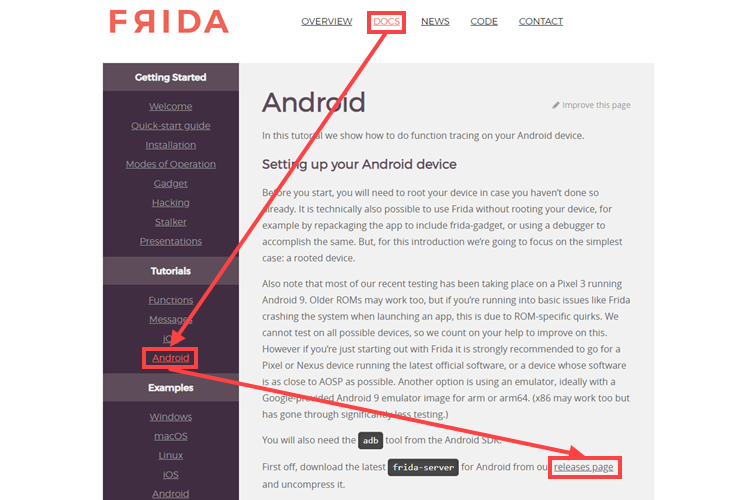 FRIDA
OVERVIEW DOCS NEWS CODE CONTACT
Getting Started
Welcome
Quick-start guide
Installation
Modes of Operation
Gadget
Hacking
Stalker
Presentations
Tutorials
Functions
Messages
iOS
Android
Examples
Windows
macOS
Linux
iOS
Android
Android
Improve this page
In this tutorial we show how to do function tracing on your Android device.
Setting up your Android device
Before you start, you will need to root your device in case you haven’t done so
already. It is technically also possible to use Frida without rooting your device, for
example by repackaging the app to include frida-gadget, or using a debugger to
accomplish the same. But, for this introduction we’re going to focus on the simplest
case: a rooted device.
Also note that most of our recent testing has been taking place on a Pixel 3 running
Android 9. Older ROMs may work too, but if you’re running into basic issues like Frida
crashing the system when launching an app, this is due to ROM-specific quirks. We
cannot test on all possible devices, so we count on your help to improve on this.
However if you’re just starting out with Frida it is strongly recommended to go for a
Pixel or Nexus device running the latest official software, or a device whose software
is as close to AOSP as possible. Another option is using an emulator, ideally with a
Google-provided Android 9 emulator image for arm or arm64. (x86 may work too but
has gone through significantly less testing.)
You will also need the adb tool from the Android SDK.
First off, download the latest frida-server for Android from our releases page
and uncompress it.